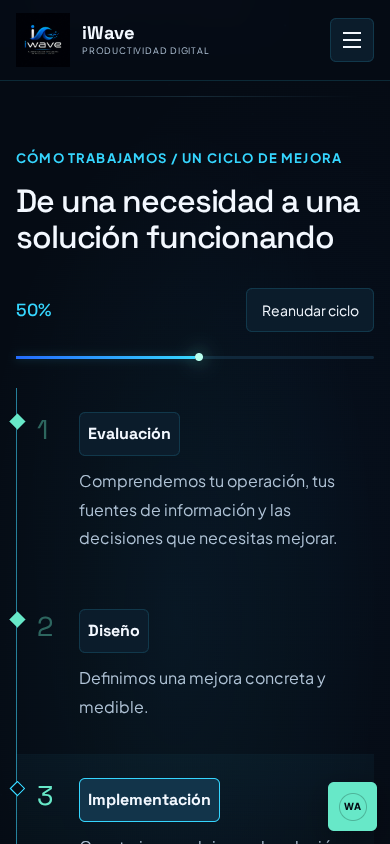 iwave
iWave
PRODUCTIVIDAD DIGITAL
CÓMO TRABAJAMOS / UN CICLO DE MEJORA
De una necesidad a una
solución funcionando
50%
Reanudar ciclo
1
Evaluación
Comprendemos tu operación, tus
fuentes de información y las
decisiones que necesitas mejorar.
2
Diseño
Definimos una mejora concreta y
medible.
3
Implementación
WA